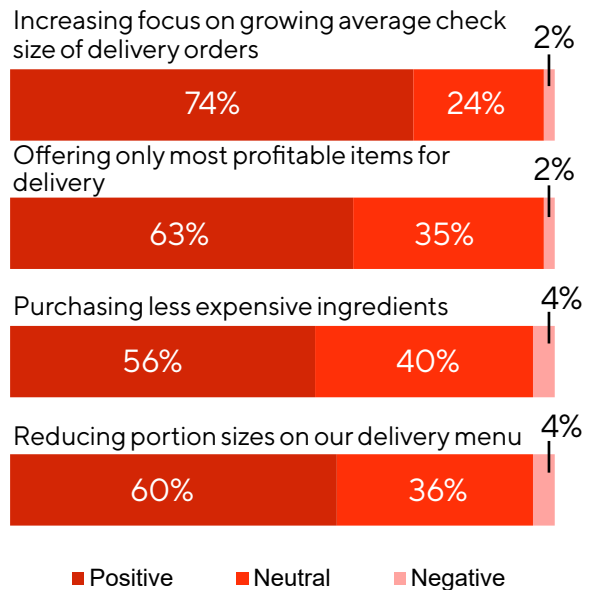 Increasing focus on growing average check
size of delivery orders
2%
74%
24%
Offering only most profitable items for
delivery
2%
63%
35%
Purchasing less expensive ingredients
4%
56%
40%
Reducing portion sizes on our delivery menu
4%
60%
36%
Positive
Neutral
Negative